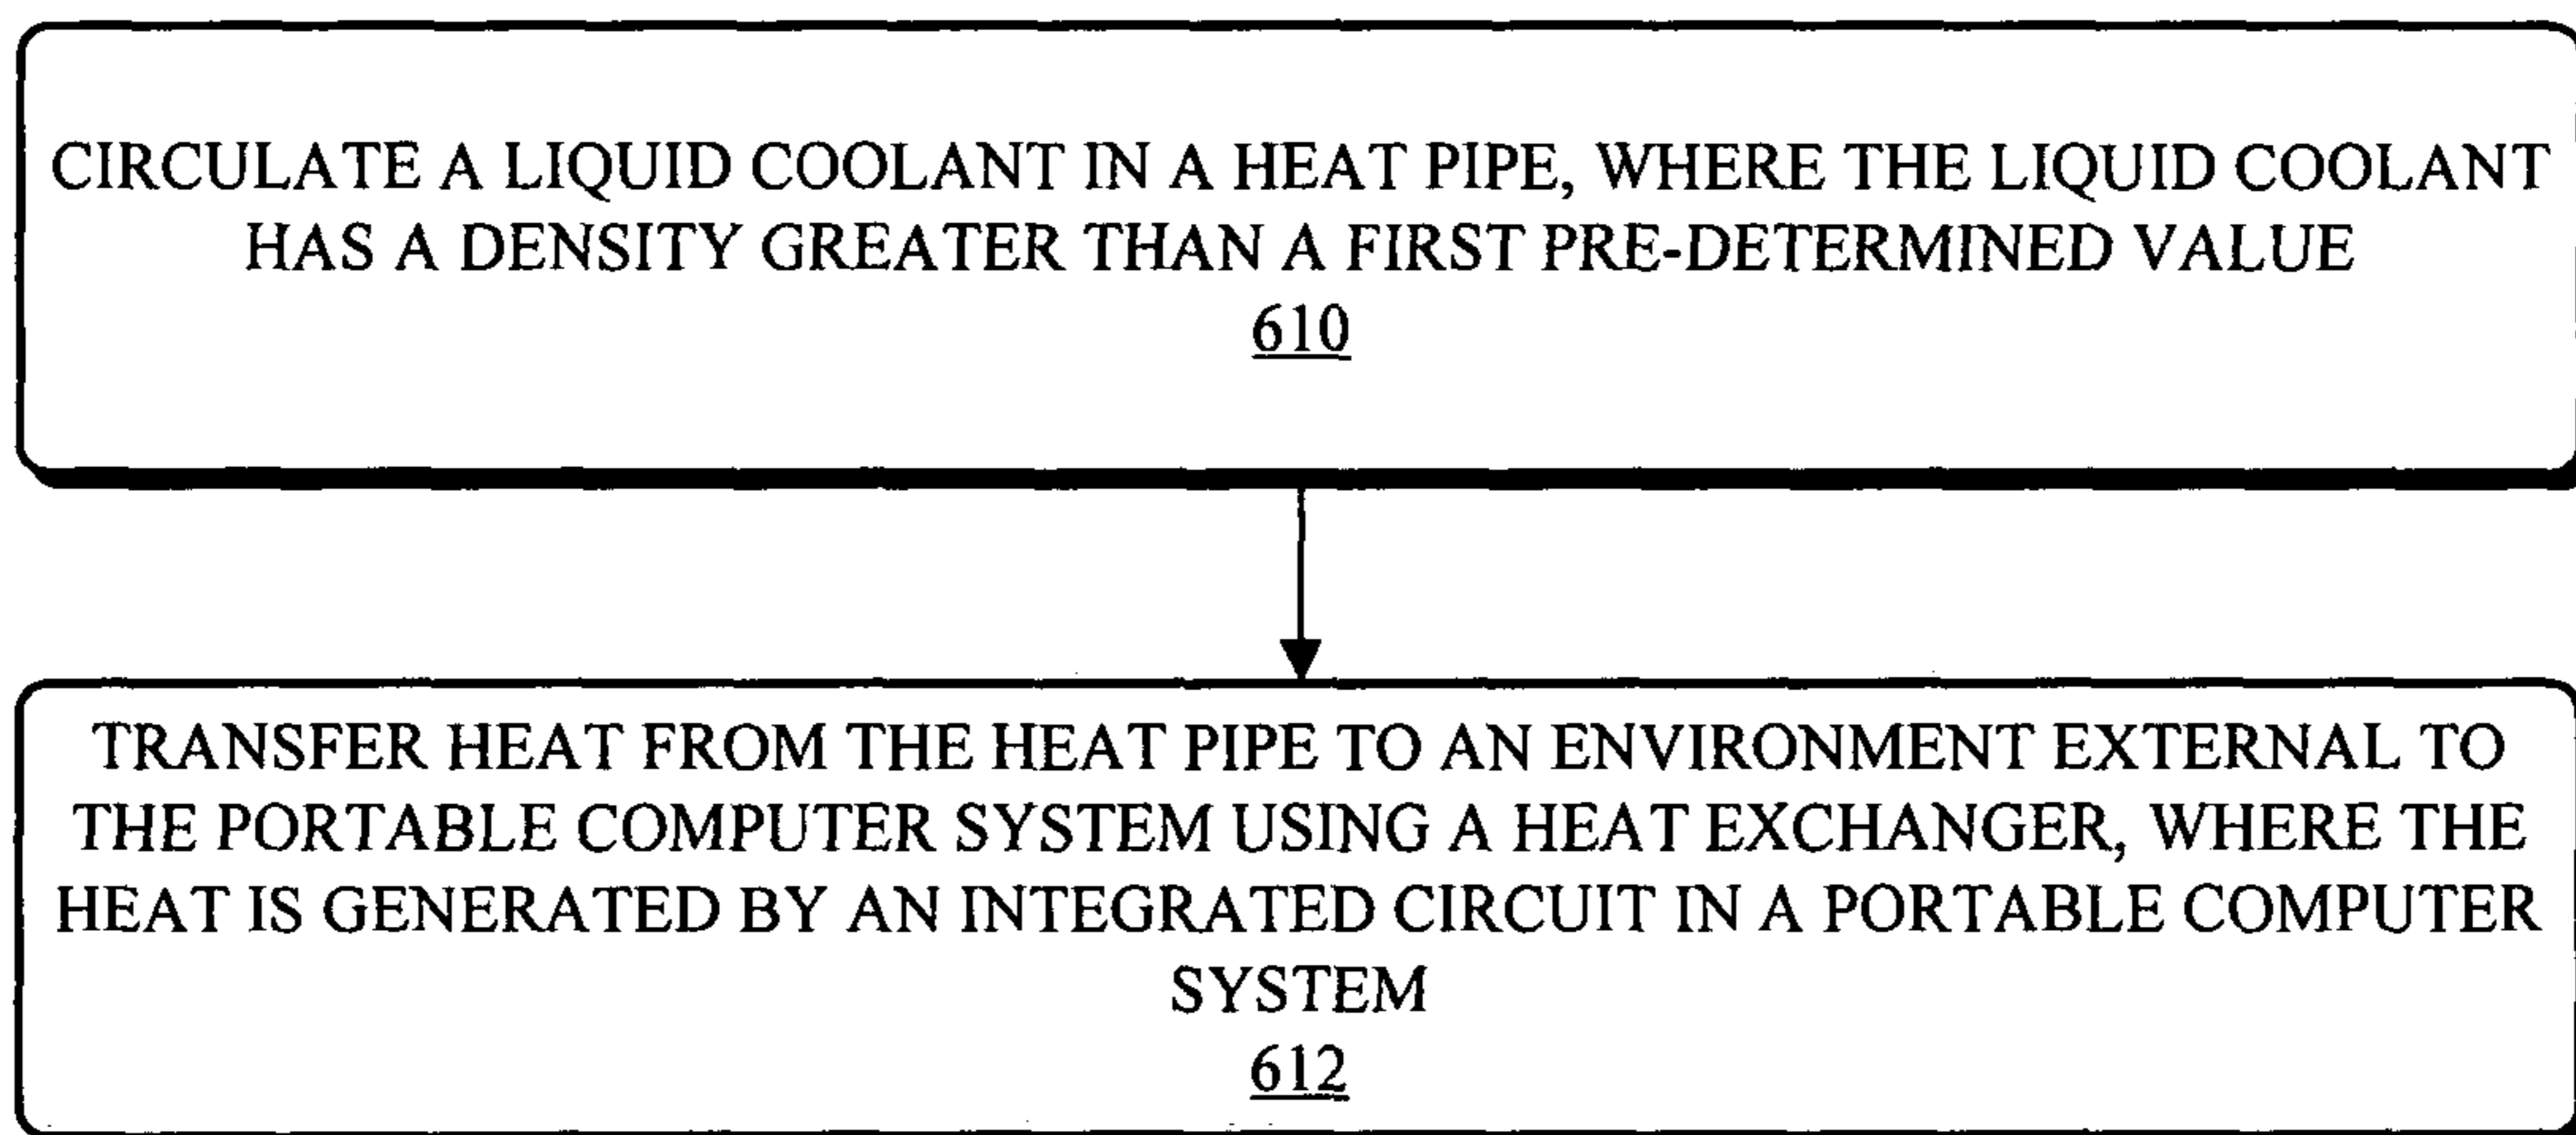 CIRCULATE A LIQUID COOLANT IN A HEAT PIPE, WHERE THE LIQUID COOLANT
HAS A DENSITY GREATER THAN A FIRST PRE-DETERMINED VALUE
610
TRANSFER HEAT FROM THE HEAT PIPE TO AN ENVIRONMENT EXTERNAL TO
THE PORTABLE COMPUTER SYSTEM USING A HEAT EXCHANGER, WHERE THE
HEAT IS GENERATED BY AN INTEGRATED CIRCUIT IN A PORTABLE COMPUTER
SYSTEM
612